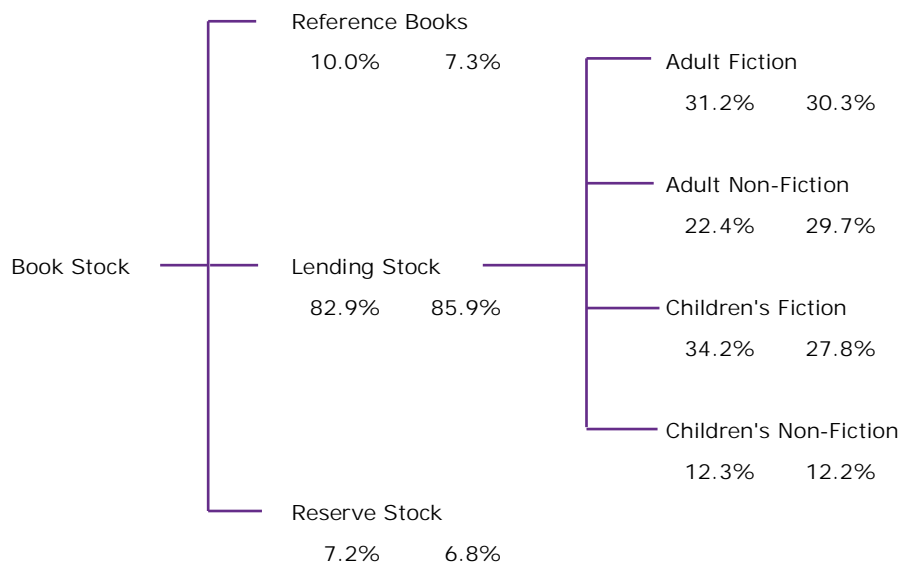 Reference Books
10.0% 7.3%
Adult Fiction
31.2% 30.3%
Adult Non-Fiction
22.4% 29.7%
Book Stock
Lending Stock
82.9% 85.9%
Children's Fiction
34.2% 27.8%
Children's Non-Fiction
12.3% 12.2%
Reserve Stock
7.2% 6.8%